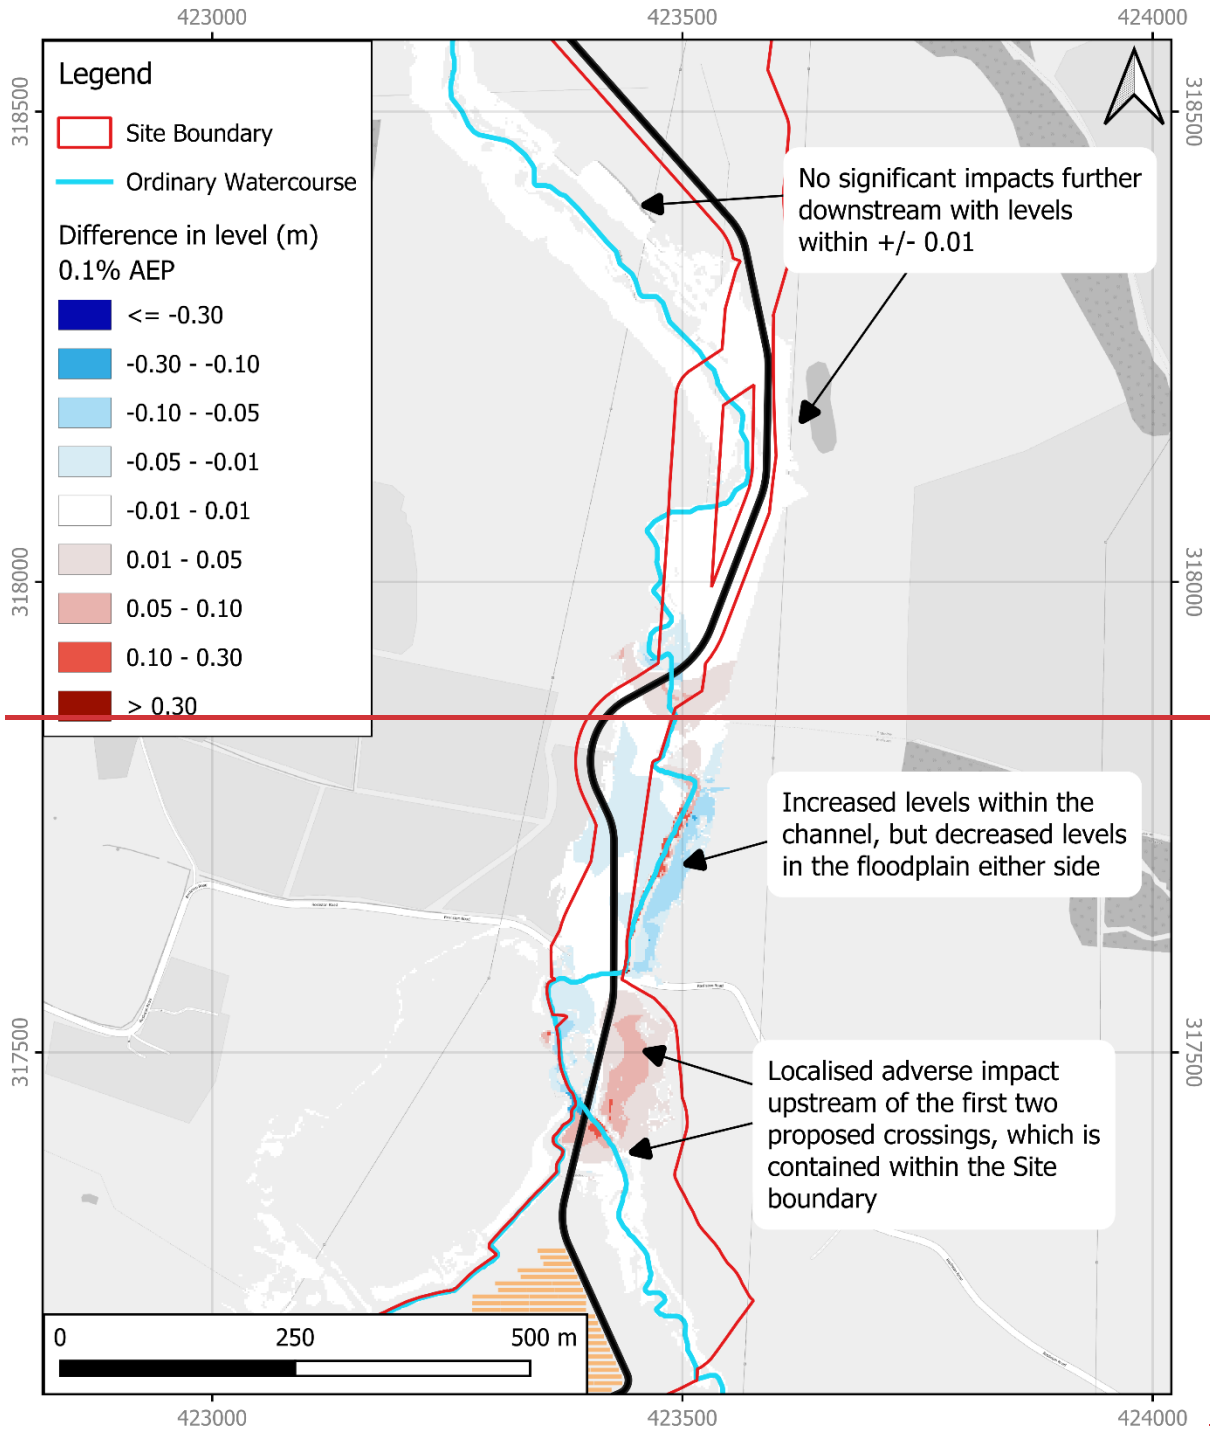 423000
423500
424000
Legend
Site Boundary
Ordinary Watercourse
Difference in level (m)
0.1% AEP
<= -0.30
-0.30 - -0.10
-0.10 - -0.05
-0.05 - -0.01
-0.01 - 0.01
0.01 - 0.05
0.05 - 0.10
0.10 - 0.30
> 0.30
318500
318500
No significant impacts further
downstream with levels
within +/- 0.01
318000
318000
Increased levels within the
channel, but decreased levels
in the floodplain either side
317500
317500
Localised adverse impact
upstream of the first two
proposed crossings, which is
contained within the Site
boundary
0
250
500 m
423000
423500
424000